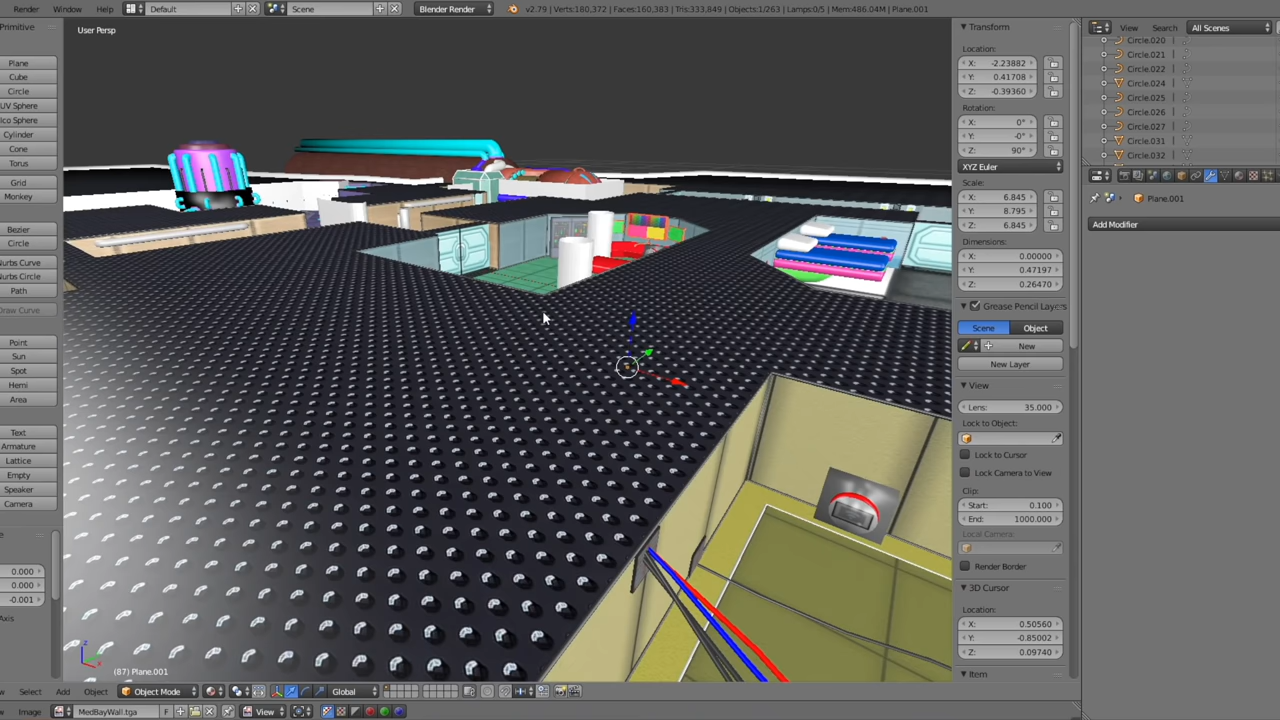 Render Window Help Default Scene Blender Render v2.79 | Verts:180,372 | Faces:160,383 | Tris:333,849 | Objects:1/263 | Lamps:0/5 | Mem:486.04M | Plane.001
Primitive
Plane
Cube
Circle
UV Sphere
Ico Sphere
Cylinder
Cone
Torus
Grid
Monkey
Bezier
Circle
Nurbs Curve
Nurbs Circle
Path
Draw Curve
Point
Sun
Spot
Hemi
Area
Text
Armature
Lattice
Empty
Speaker
Camera
0.000
0.000
-0.001
Axis
User Persp
(87) Plane.001
Transform
Location:
X: -2.23882
Y: 0.41708
Z: -0.39360
Rotation:
X: 0°
Y: -0°
Z: 90°
XYZ Euler
Scale:
X: 6.845
Y: 8.795
Z: 6.845
Dimensions:
X: 0.00000
Y: 0.47197
Z: 0.26470
Grease Pencil Layers
Scene Object
New
New Layer
View
Lens: 35.000
Lock to Object:
Lock to Cursor
Lock Camera to View
Clip:
Start: 0.100
End: 1000.000
Local Camera:
Render Border
3D Cursor
Location:
X: 0.50560
Y: -0.85002
Z: 0.09740
Item
View Search All Scenes
Circle.020
Circle.021
Circle.022
Circle.024
Circle.025
Circle.026
Circle.027
Circle.031
Circle.032
Plane.001
Add Modifier
Select Add Object Object Mode Global
Image MedBayWall.tga F View